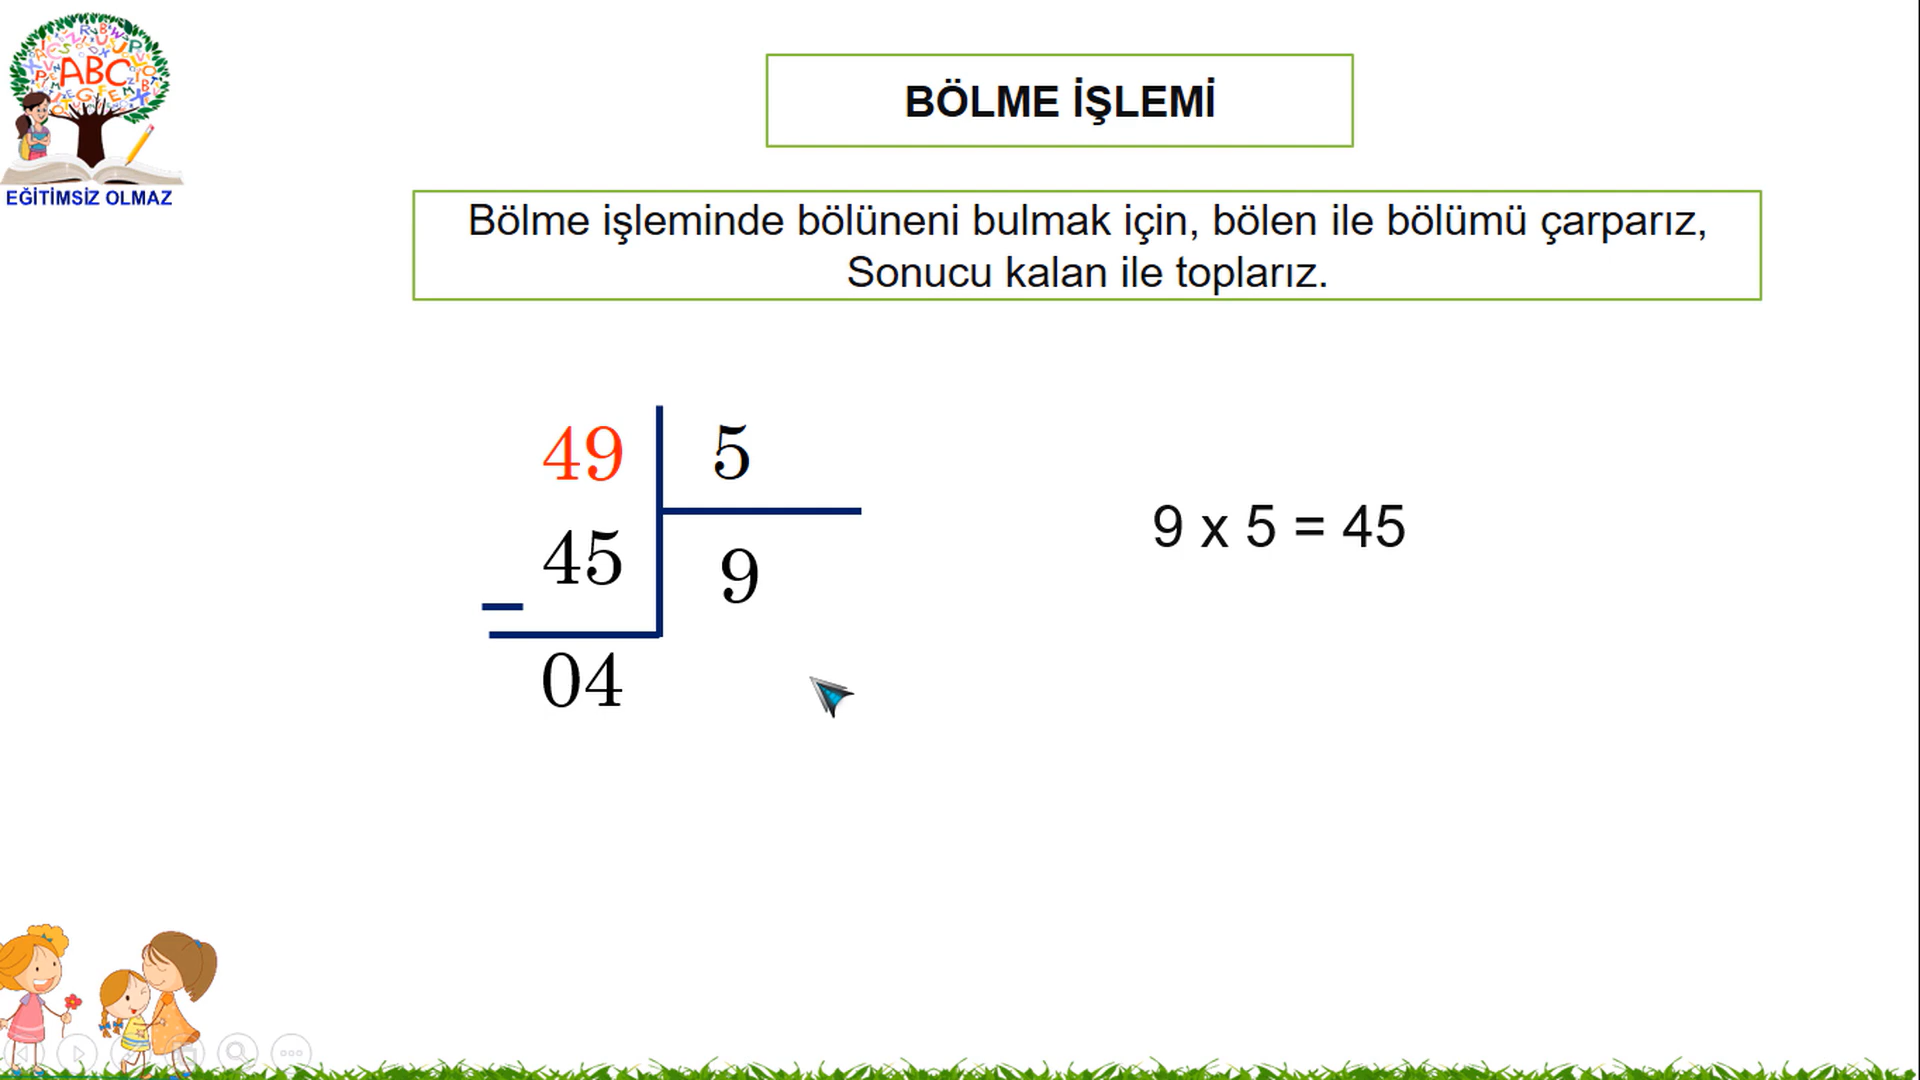 ABC
EĞİTİMSİZ OLMAZ
BÖLME İŞLEMİ
Bölme işleminde bölüneni bulmak için, bölen ile bölümü çarparız,
Sonucu kalan ile toplarız.
49 5
45 9
04
9 x 5 = 45